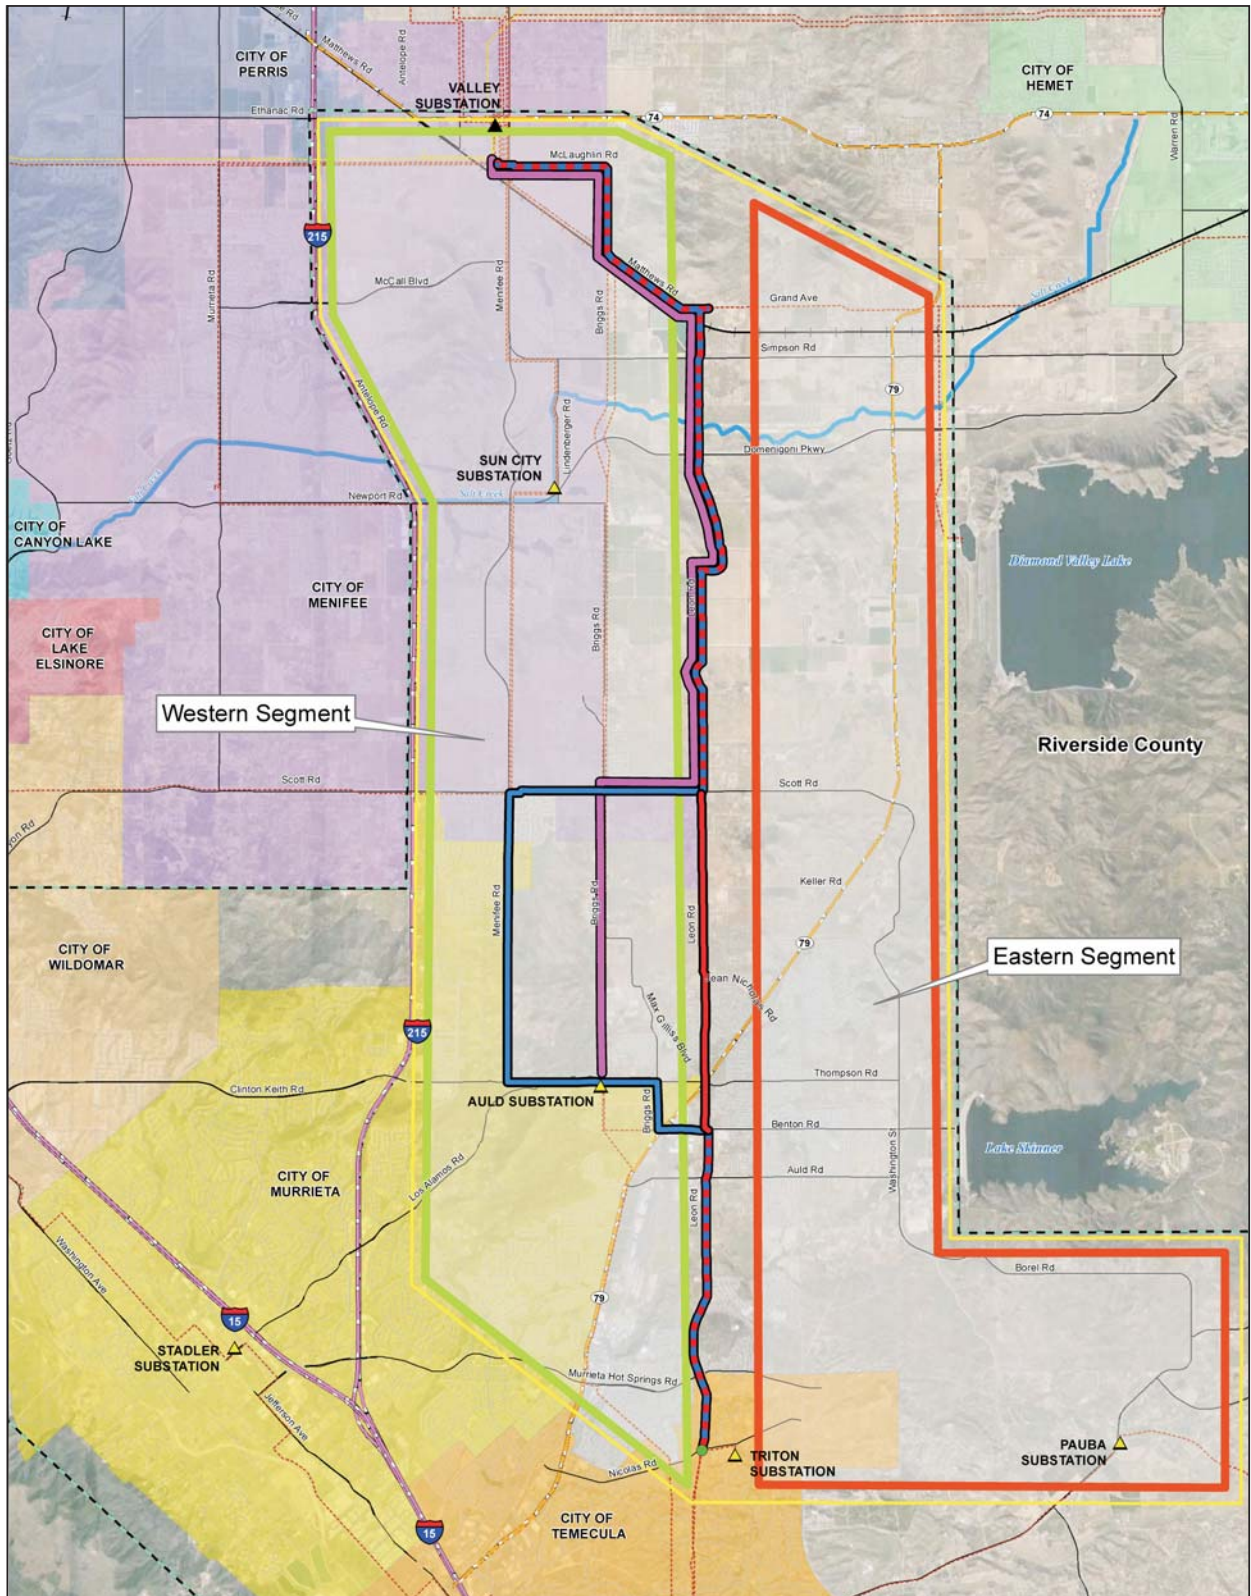 CITY OF
PERRIS
Matthews Rd
Antelope Rd
CITY OF
HEMET
VALLEY
SUBSTATION
Ethanac Rd
74
74
Warren Rd
McLaughlin Rd
215
Murrieta Rd
McCall Blvd
Menifee Rd
Briggs Rd
Matthews Rd
Grand Ave
Salt Creek
Simpson Rd
79
Antelope Rd
Lindenberger Rd
SUN CITY
SUBSTATION
Domenigoni Pkwy
Newport Rd
Salt Creek
CITY OF
CANYON LAKE
CITY OF
MENIFEE
Diamond Valley Lake
Leon Rd
CITY OF
LAKE
ELSINORE
Briggs Rd
Western Segment
Riverside County
Scott Rd
Scott Rd
Keller Rd
Menifee Rd
Briggs Rd
Leon Rd
CITY OF
WILDOMAR
79
Eastern Segment
Max Gilliss Blvd
215
Thompson Rd
Clinton Keith Rd
AULD SUBSTATION
Briggs Rd
Benton Rd
Washington St
Lake Skinner
Auld Rd
CITY OF
MURRIETA
Los Alamos Rd
Leon Rd
Washington Ave
Borel Rd
79
15
STADLER
SUBSTATION
Murrieta Hot Springs Rd
Jefferson Ave
PAUBA
SUBSTATION
TRITON
SUBSTATION
Nicolas Rd
CITY OF
TEMECULA
15